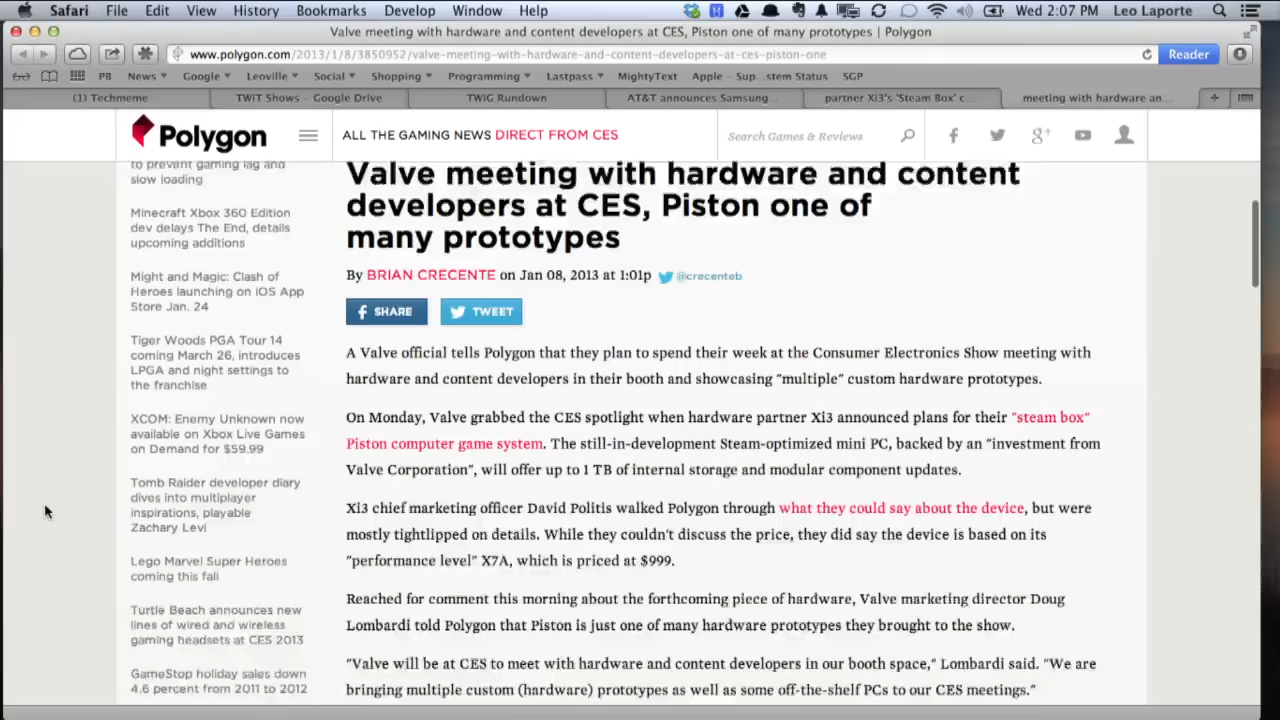 Safari File Edit View History Bookmarks Develop Window Help Wed 2:07 PM Leo Laporte
Valve meeting with hardware and content developers at CES, Piston one of many prototypes | Polygon
www.polygon.com/2013/1/8/3850952/valve-meeting-with-hardware-and-content-developers-at-ces-piston-one Reader
PB News Google Leoville Social Shopping Programming Lastpass MightyText Apple - Sup...stem Status SGP
(1) Techmeme TWiT Shows - Google Drive TWiG Rundown AT&T announces Samsung... partner Xi3's 'Steam Box' c... meeting with hardware an...
Polygon ALL THE GAMING NEWS DIRECT FROM CES Search Games & Reviews
to prevent gaming lag and
slow loading
Minecraft Xbox 360 Edition
dev delays The End, details
upcoming additions
Might and Magic: Clash of
Heroes launching on iOS App
Store Jan. 24
Tiger Woods PGA Tour 14
coming March 26, introduces
LPGA and night settings to
the franchise
XCOM: Enemy Unknown now
available on Xbox Live Games
on Demand for $59.99
Tomb Raider developer diary
dives into multiplayer
inspirations, playable
Zachary Levi
Lego Marvel Super Heroes
coming this fall
Turtle Beach announces new
lines of wired and wireless
gaming headsets at CES 2013
GameStop holiday sales down
4.6 percent from 2011 to 2012
Valve meeting with hardware and content
developers at CES, Piston one of
many prototypes
By BRIAN CRECENTE on Jan 08, 2013 at 1:01p @crecenteb
SHARE TWEET
A Valve official tells Polygon that they plan to spend their week at the Consumer Electronics Show meeting with
hardware and content developers in their booth and showcasing "multiple" custom hardware prototypes.
On Monday, Valve grabbed the CES spotlight when hardware partner Xi3 announced plans for their "steam box"
Piston computer game system. The still-in-development Steam-optimized mini PC, backed by an "investment from
Valve Corporation", will offer up to 1 TB of internal storage and modular component updates.
Xi3 chief marketing officer David Politis walked Polygon through what they could say about the device, but were
mostly tightlipped on details. While they couldn't discuss the price, they did say the device is based on its
"performance level" X7A, which is priced at $999.
Reached for comment this morning about the forthcoming piece of hardware, Valve marketing director Doug
Lombardi told Polygon that Piston is just one of many hardware prototypes they brought to the show.
"Valve will be at CES to meet with hardware and content developers in our booth space," Lombardi said. "We are
bringing multiple custom (hardware) prototypes as well as some off-the-shelf PCs to our CES meetings."